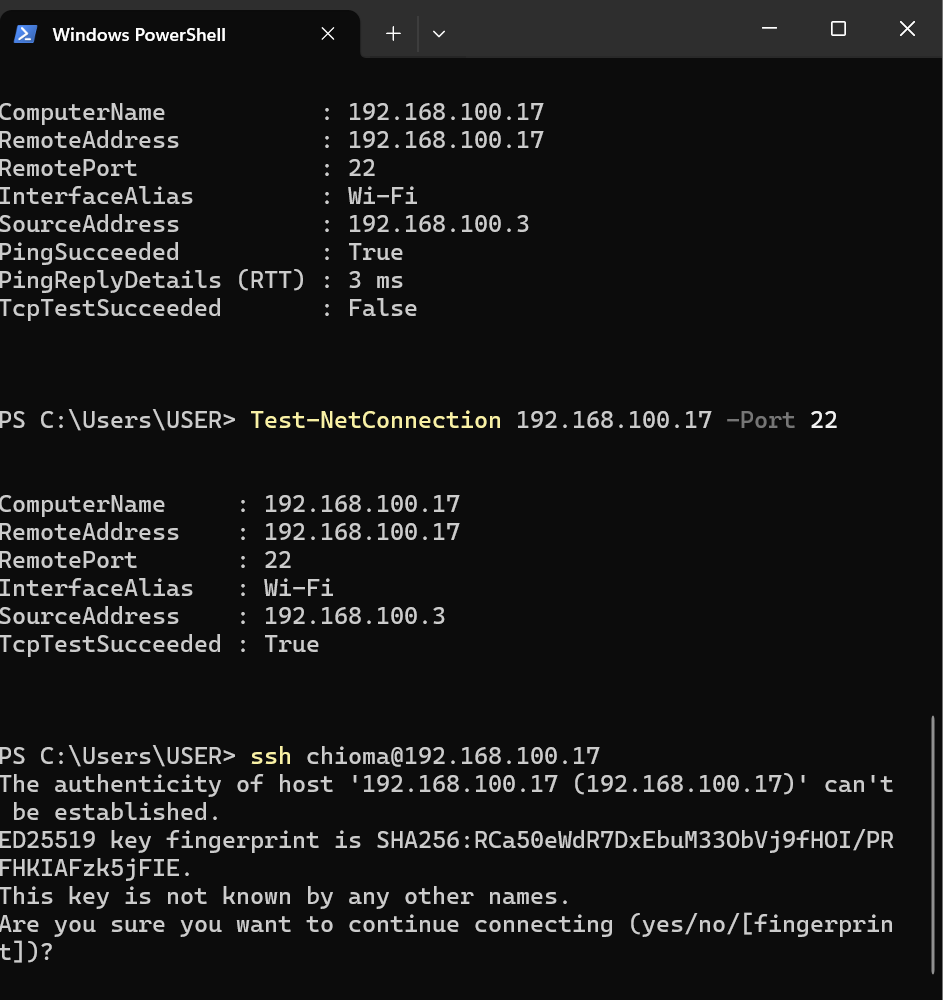 Windows PowerShell
ComputerName : 192.168.100.17
RemoteAddress : 192.168.100.17
RemotePort : 22
InterfaceAlias : Wi-Fi
SourceAddress : 192.168.100.3
PingSucceeded : True
PingReplyDetails (RTT) : 3 ms
TcpTestSucceeded : False
PS C:\Users\USER> Test-NetConnection 192.168.100.17 -Port 22
ComputerName : 192.168.100.17
RemoteAddress : 192.168.100.17
RemotePort : 22
InterfaceAlias : Wi-Fi
SourceAddress : 192.168.100.3
TcpTestSucceeded : True
PS C:\Users\USER> ssh chioma@192.168.100.17
The authenticity of host '192.168.100.17 (192.168.100.17)' can't
be established.
ED25519 key fingerprint is SHA256:RCa50eWdR7DxEbuM33ObVj9fHOI/PR
FHKIAFzk5jFIE.
This key is not known by any other names.
Are you sure you want to continue connecting (yes/no/[fingerprin
t])?